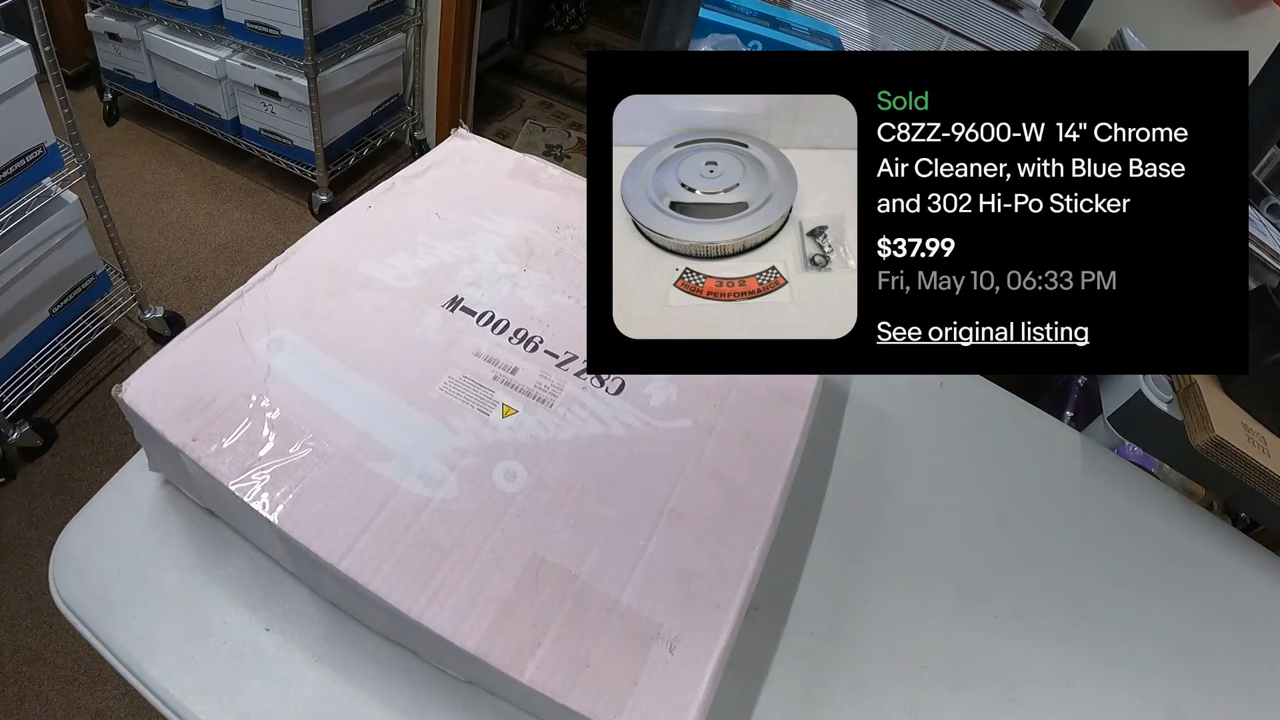 Sold
C8ZZ-9600-W 14" Chrome
Air Cleaner, with Blue Base
and 302 Hi-Po Sticker
$37.99
Fri, May 10, 06:33 PM
See original listing
302
HIGH PERFORMANCE
C8ZZ-9600-W
32
BANKERS BOX